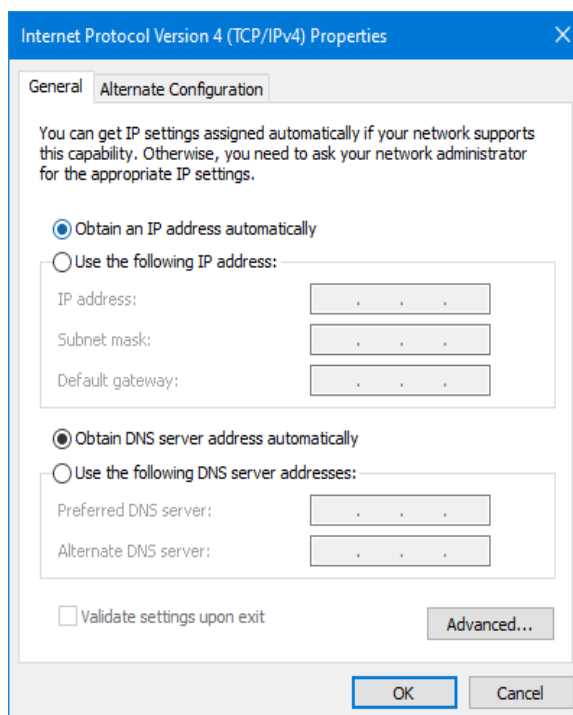 Internet Protocol Version 4 (TCP/IPv4) Properties
General
Alternate Configuration
You can get IP settings assigned automatically if your network supports
this capability. Otherwise, you need to ask your network administrator
for the appropriate IP settings.
Obtain an IP address automatically
Use the following IP address:
IP address:
Subnet mask:
Default gateway:
Obtain DNS server address automatically
Use the following DNS server addresses:
Preferred DNS server:
Alternate DNS server:
Validate settings upon exit
Advanced...
OK
Cancel